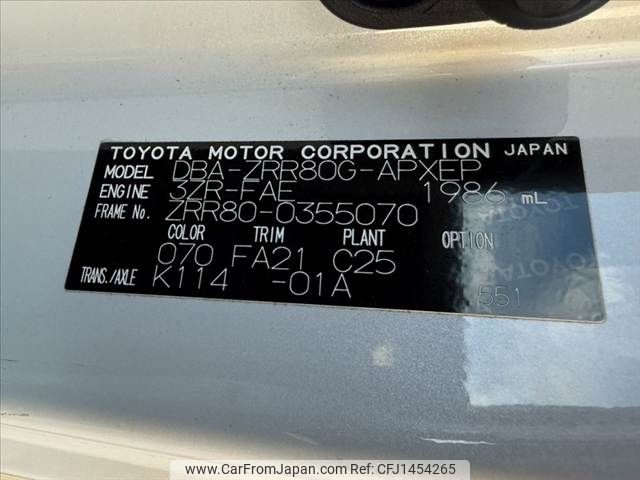 TOYOTA MOTOR CORPORATION JAPAN
MODEL DBA-ZRR80G-APXEP
ENGINE 3ZR-FAE 1986 mL
FRAME No. ZRR80-0355070
COLOR TRIM PLANT OPTION
070 FA21 C25
TRANS./AXLE K114 -01A
551
www.CarFromJapan.com - CFJ1454265